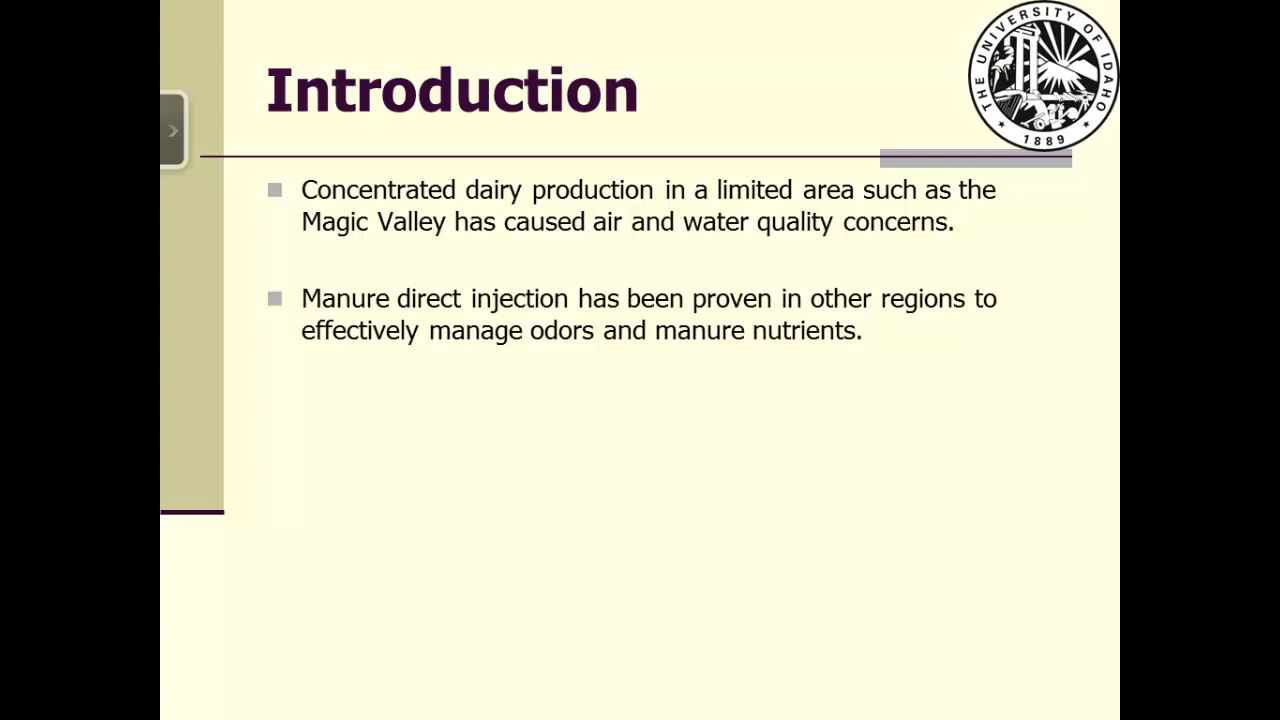 THE UNIVERSITY OF IDAHO
1889
Introduction
Concentrated dairy production in a limited area such as the
Magic Valley has caused air and water quality concerns.
Manure direct injection has been proven in other regions to
effectively manage odors and manure nutrients.